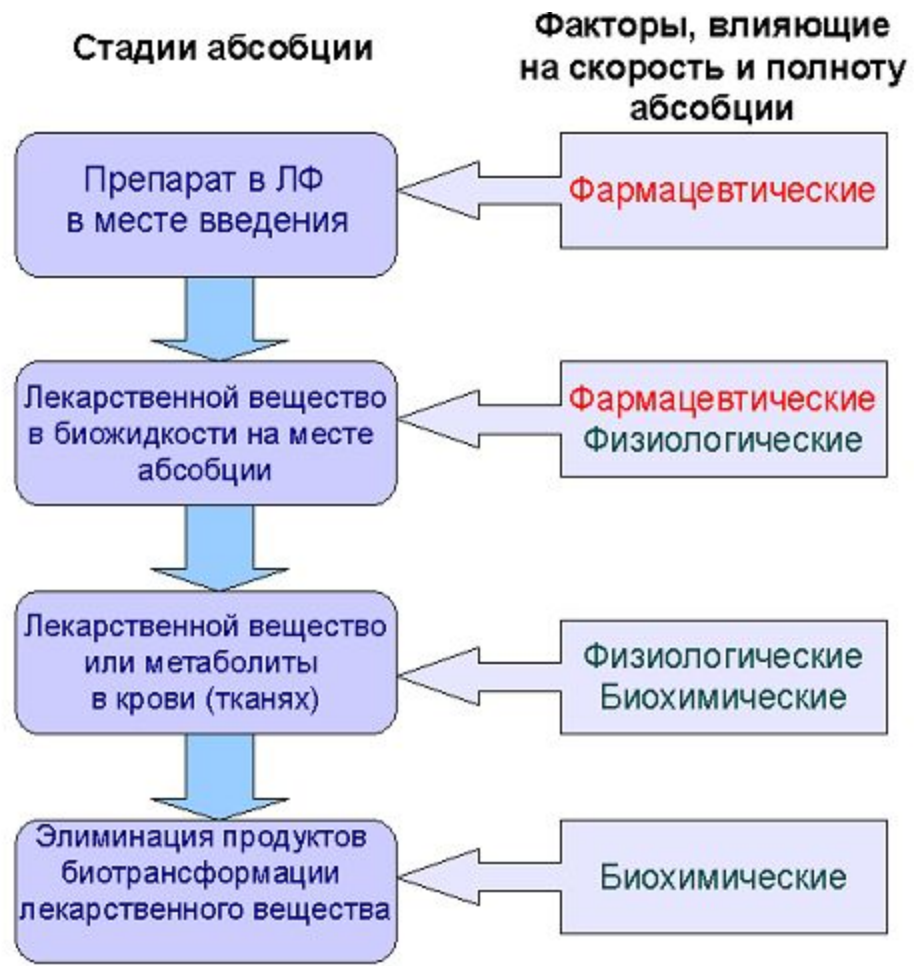 Стадии абсобции
Факторы, влияющие
на скорость и полноту
абсобции
Препарат в ЛФ
в месте введения
Фармацевтические
Лекарственной вещество
в биожидкости на месте
абсобции
Фармацевтические
Физиологические
Лекарственной вещество
или метаболиты
в крови (тканях)
Физиологические
Биохимические
Элиминация продуктов
биотрансформации
лекарственного вещества
Биохимические